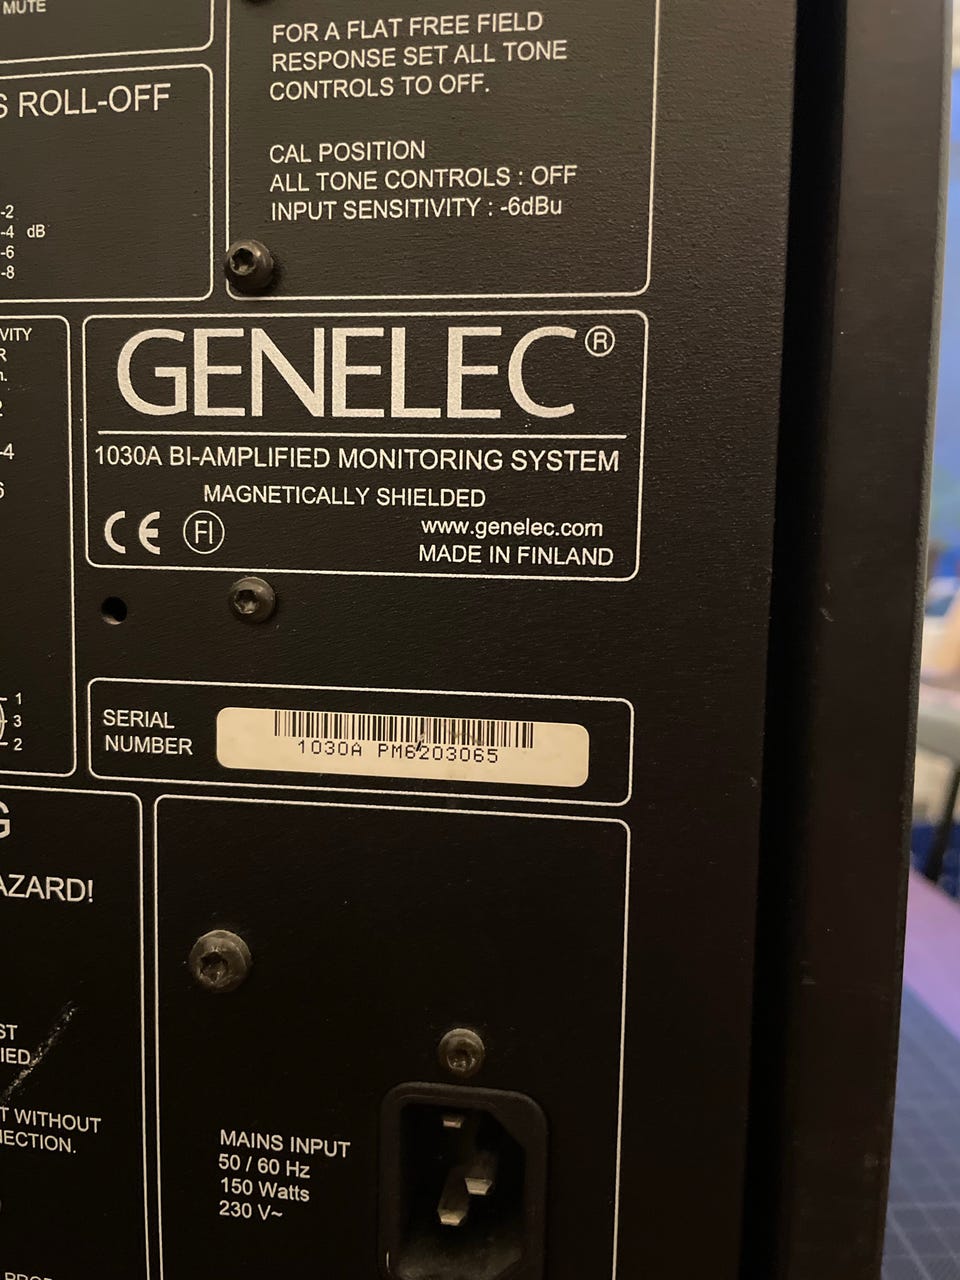 MUTE
FOR A FLAT FREE FIELD
RESPONSE SET ALL TONE
CONTROLS TO OFF.
CAL POSITION
ALL TONE CONTROLS : OFF
INPUT SENSITIVITY : -6dBu
S ROLL-OFF
-2
-4 dB
-6
-8
VITY
R
-4
6
GENELEC®
1030A BI-AMPLIFIED MONITORING SYSTEM
MAGNETICALLY SHIELDED
CE FI
www.genelec.com
MADE IN FINLAND
1
3
2
SERIAL
NUMBER
1030A PM6203065
G
AZARD!
ST
IED.
T WITHOUT
NECTION.
MAINS INPUT
50 / 60 Hz
150 Watts
230 V~